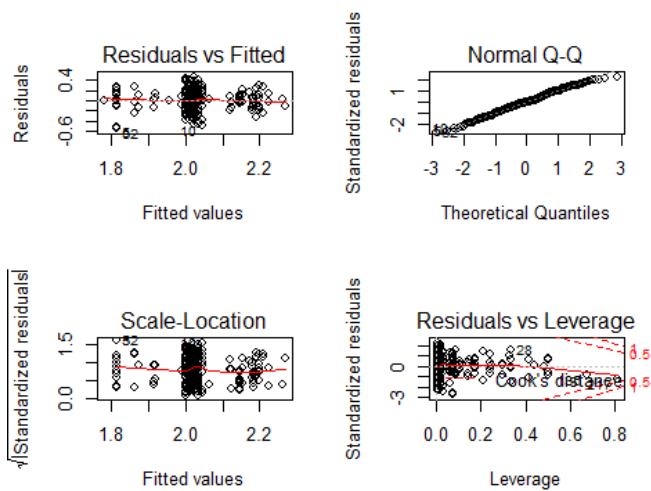 Residuals vs Fitted
Residuals
0.4
-0.6
52
10
1.8 2.0 2.2
Fitted values
Normal Q-Q
Standardized residuals
1
-2
-3 -2 -1 0 1 2 3
Theoretical Quantiles
Scale-Location
√|Standardized residuals|
1.5
0.0
52
1.8 2.0 2.2
Fitted values
Residuals vs Leverage
Standardized residuals
0
-3
28
Cook's distance
1
0.5
0.5
1
0.0 0.2 0.4 0.6 0.8
Leverage